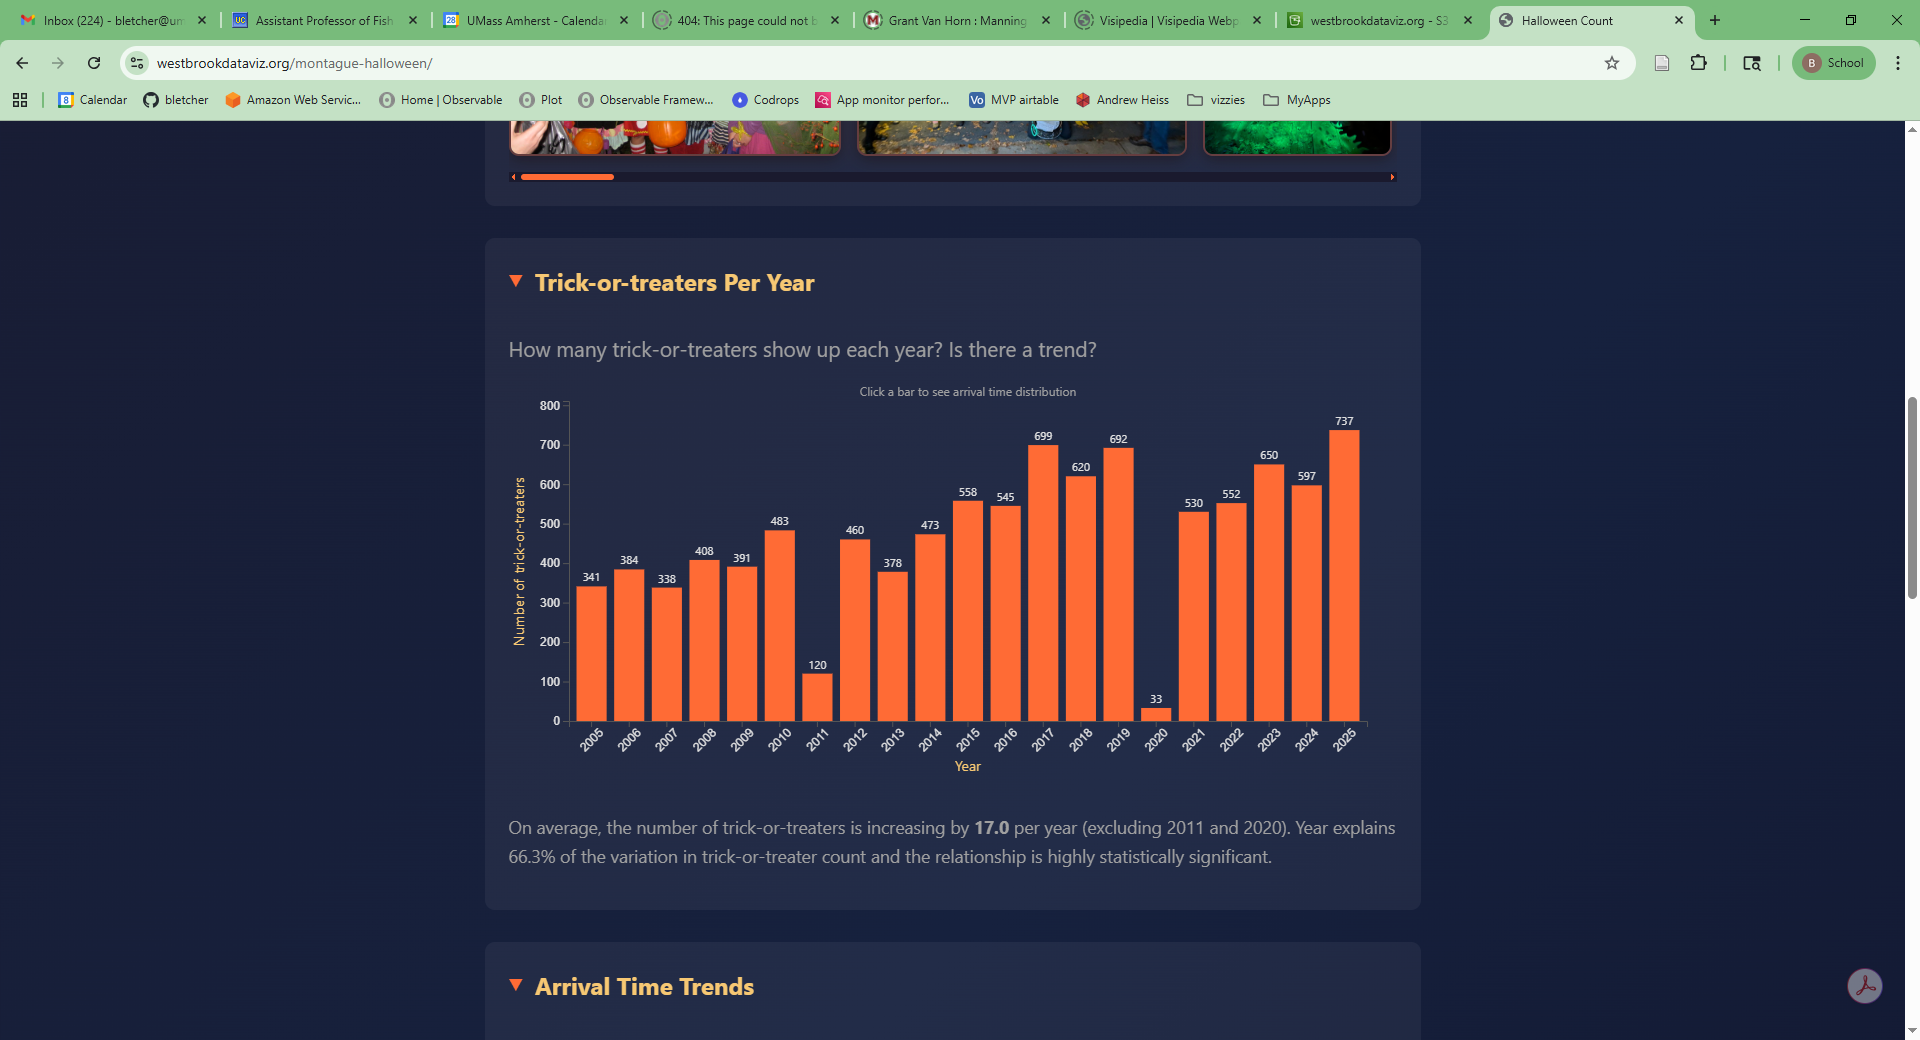 Inbox (224) - bletcher@um
Assistant Professor of Fish
28
UMass Amherst - Calenda
404: This page could not b
M
Grant Van Horn : Manning
Visipedia | Visipedia Webp
westbrookdataviz.org - S3
Halloween Count
westbrookdataviz.org/montague-halloween/
B School
8 Calendar
bletcher
Amazon Web Servic...
Home | Observable
Plot
Observable Framew...
Codrops
App monitor perfor...
Vo MVP airtable
Andrew Heiss
vizzies
MyApps
Trick-or-treaters Per Year
How many trick-or-treaters show up each year? Is there a trend?
Click a bar to see arrival time distribution
Number of trick-or-treaters
800
700
600
500
400
300
200
100
0
341
384
338
408
391
483
120
460
378
473
558
545
699
620
692
33
530
552
650
597
737
2005
2006
2007
2008
2009
2010
2011
2012
2013
2014
2015
2016
2017
2018
2019
2020
2021
2022
2023
2024
2025
Year
On average, the number of trick-or-treaters is increasing by 17.0 per year (excluding 2011 and 2020). Year explains
66.3% of the variation in trick-or-treater count and the relationship is highly statistically significant.
Arrival Time Trends